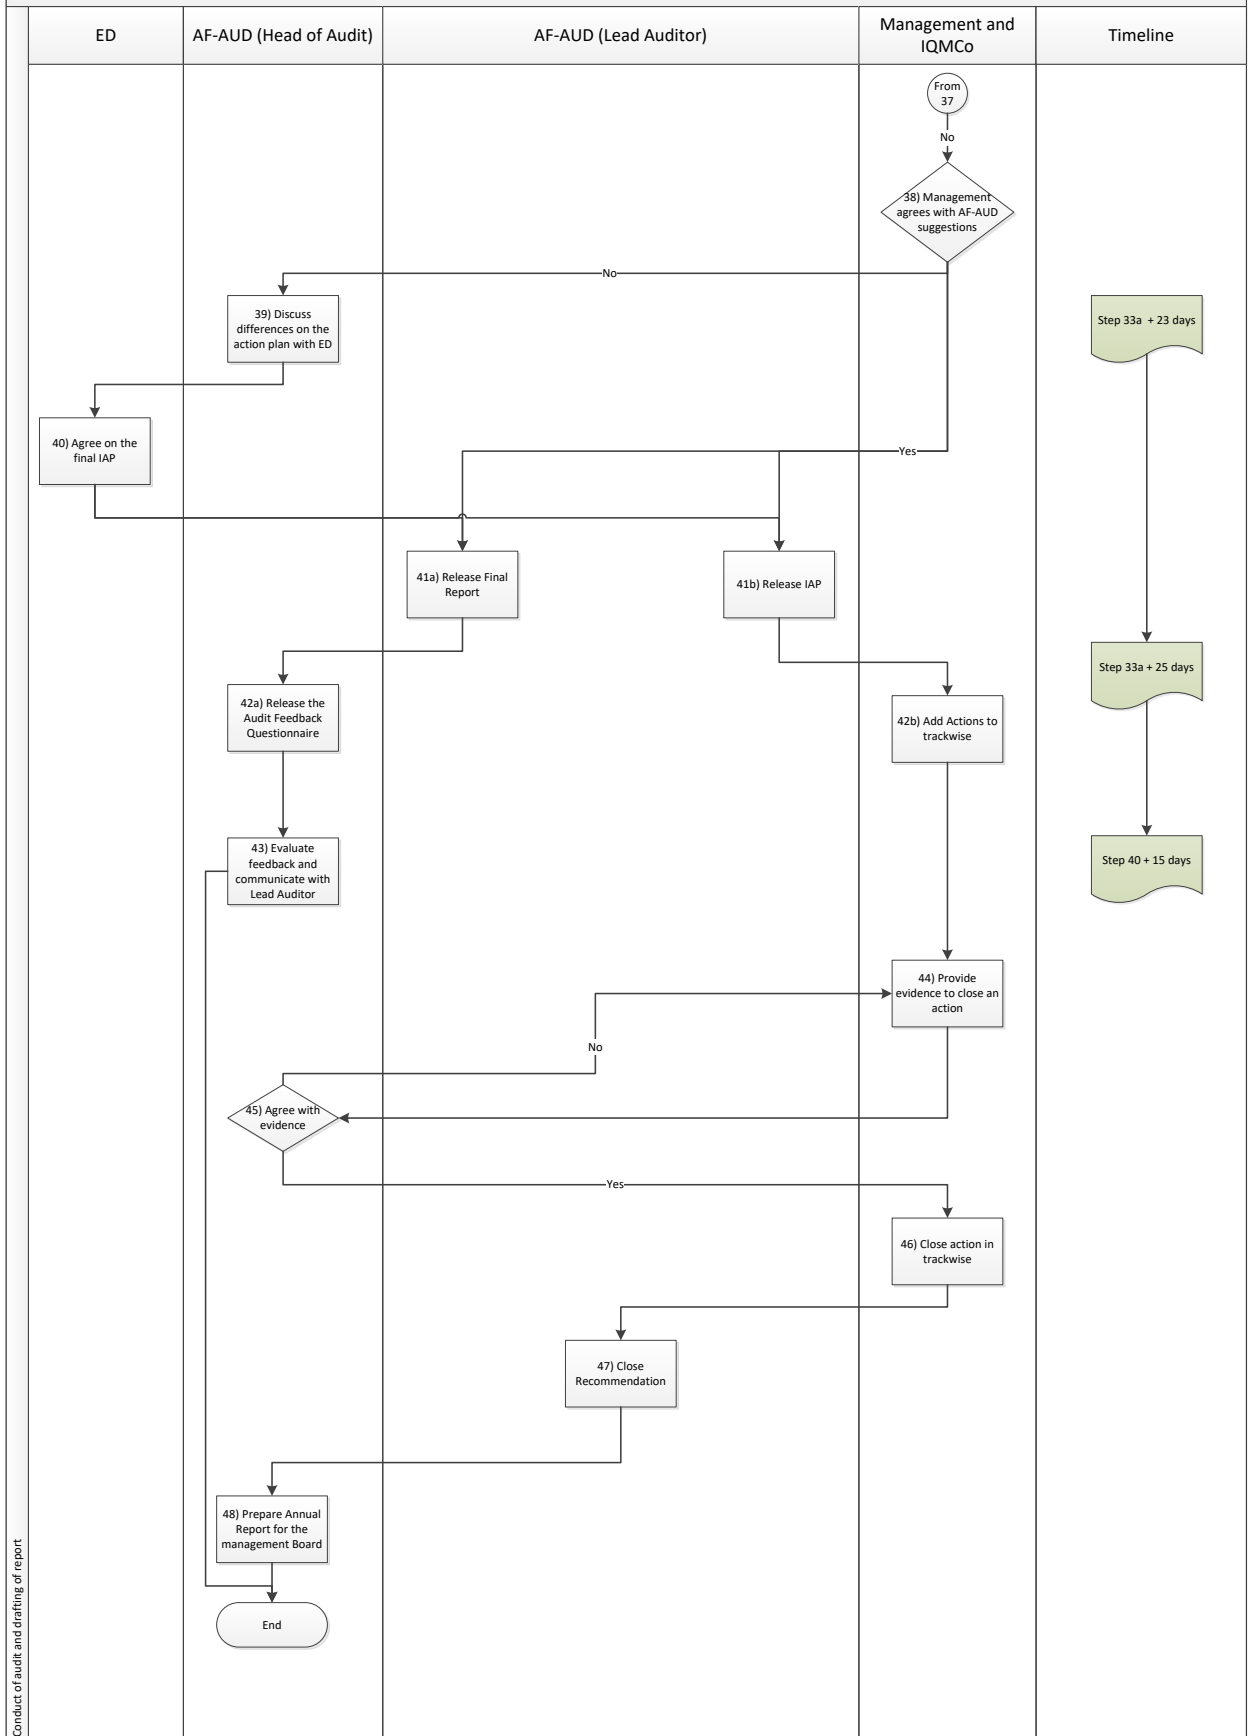 ED
AF-AUD (Head of Audit)
AF-AUD (Lead Auditor)
Management and
IQMCo
Timeline
From
37
No
38) Management
agrees with AF-AUD
suggestions
No
39) Discuss
differences on the
action plan with ED
Step 33a + 23 days
40) Agree on the
final IAP
Yes
41a) Release Final
Report
41b) Release IAP
Step 33a + 25 days
42a) Release the
Audit Feedback
Questionnaire
42b) Add Actions to
trackwise
43) Evaluate
feedback and
communicate with
Lead Auditor
Step 40 + 15 days
44) Provide
evidence to close an
action
No
45) Agree with
evidence
Yes
46) Close action in
trackwise
47) Close
Recommendation
48) Prepare Annual
Report for the
management Board
End
Conduct of audit and drafting of report